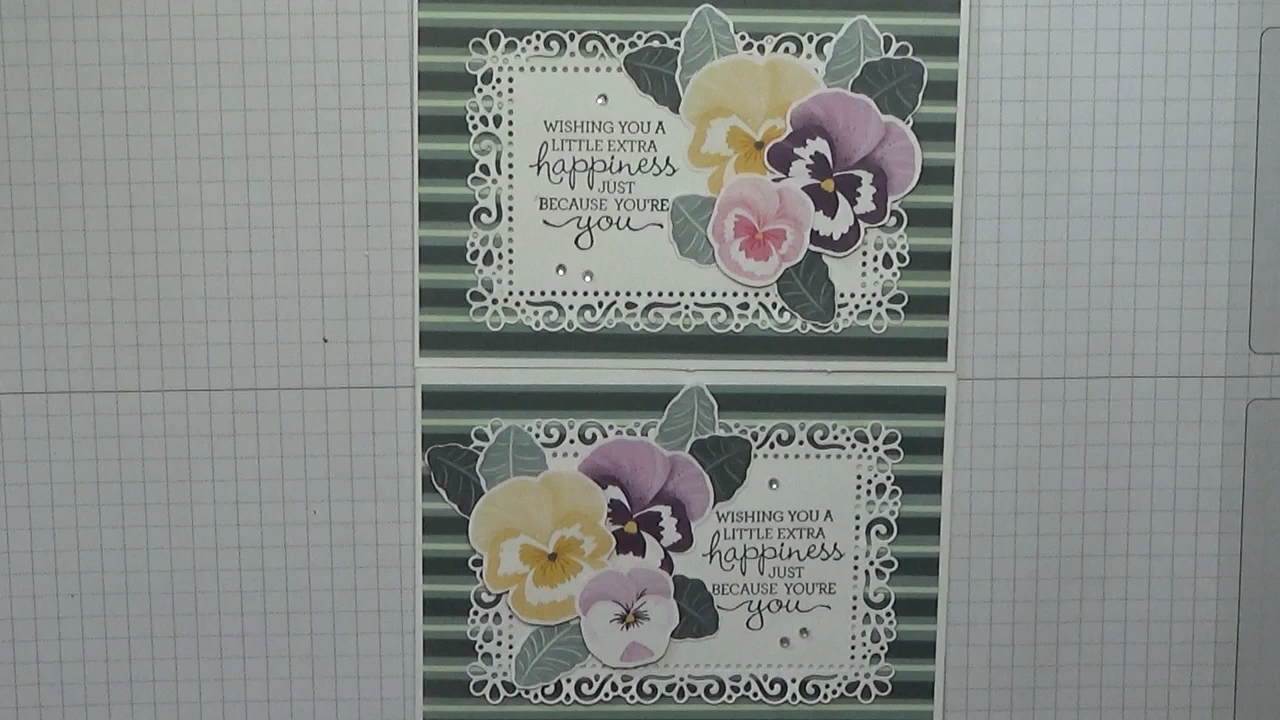 WISHING YOU A
LITTLE EXTRA
happiness
JUST
BECAUSE YOU'RE
you
WISHING YOU A
LITTLE EXTRA
happiness
JUST
BECAUSE YOU'RE
you